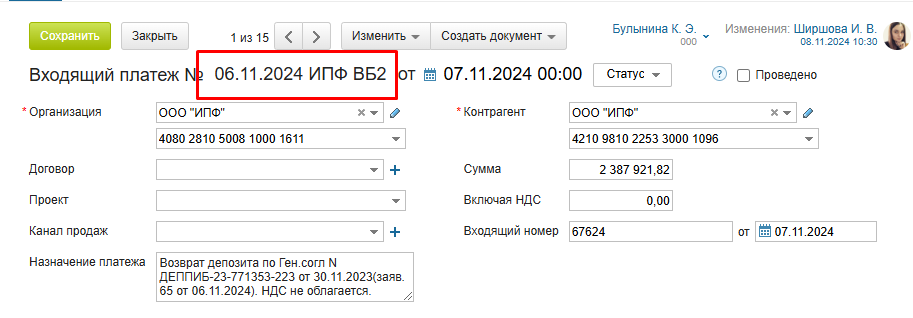 Сохранить Закрыть 1 из 15 Изменить Создать документ Булынина К. Э. Изменения: Ширшова И. В.
000 08.11.2024 10:30
Входящий платеж № 06.11.2024 ИПФ ВБ2 от 07.11.2024 00:00 Статус ? Проведено
* Организация ООО "ИПФ" * Контрагент ООО "ИПФ"
4080 2810 5008 1000 1611 4210 9810 2253 3000 1096
Договор Сумма 2 387 921,82
Проект Включая НДС 0,00
Канал продаж Входящий номер 67624 от 07.11.2024
Назначение платежа Возврат депозита по Ген.согл N
ДЕППИБ-23-771353-223 от 30.11.2023(заяв.
65 от 06.11.2024). НДС не облагается.